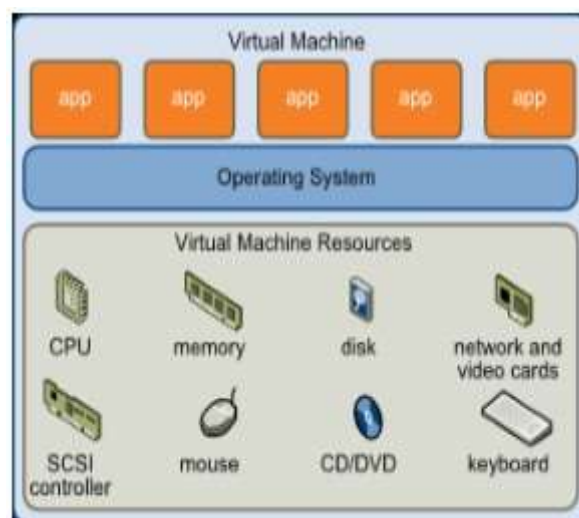 Virtual Machine
app app app app app
Operating System
Virtual Machine Resources
CPU memory disk network and
video cards
SCSI mouse CD/DVD keyboard
controller